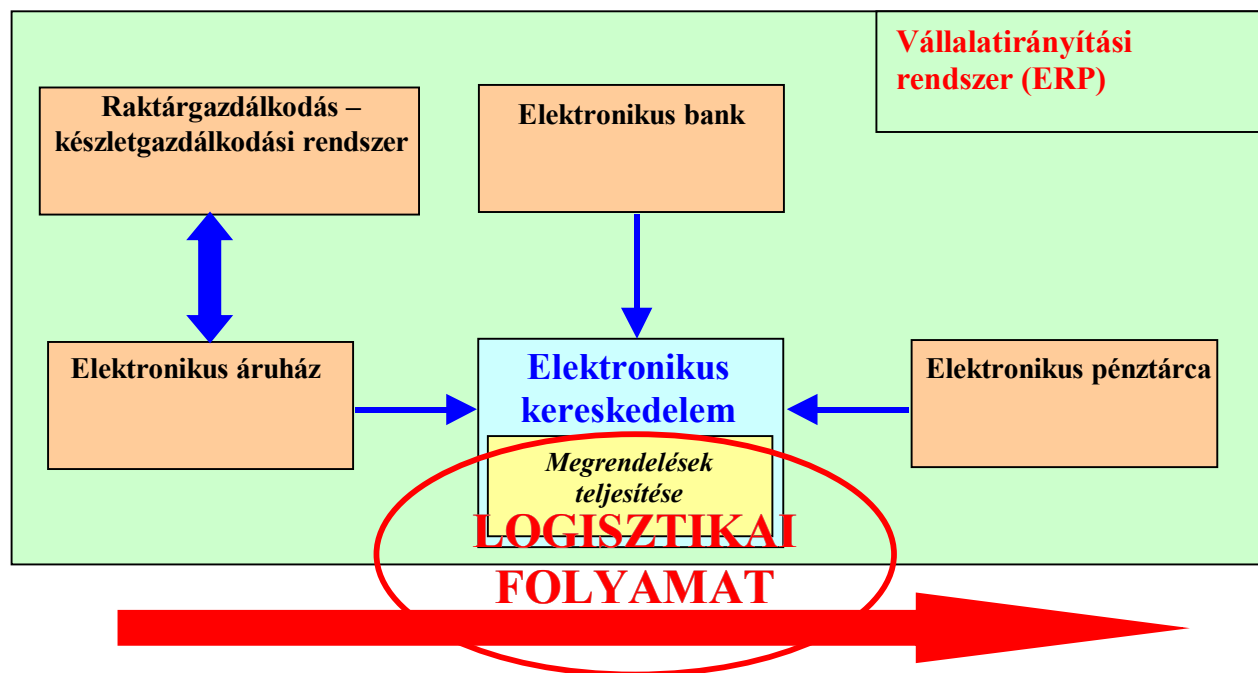 Vállalatirányítási
rendszer (ERP)
Raktárgazdálkodás –
készletgazdálkodási rendszer
Elektronikus bank
Elektronikus áruház
Elektronikus
kereskedelem
Elektronikus pénztárca
Megrendelések
teljesítése
LOGISZTIKAI
FOLYAMAT